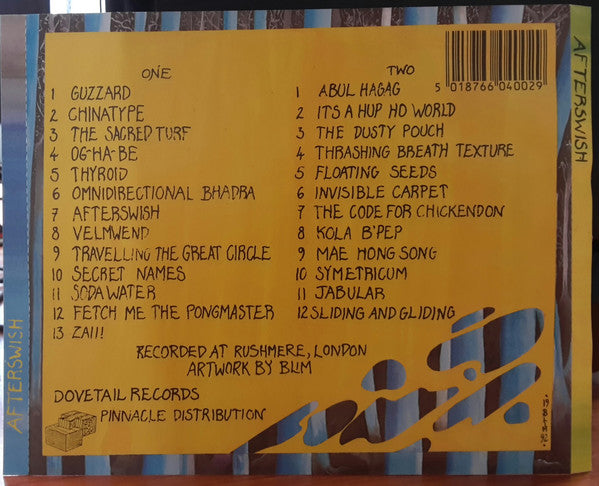 AFTERSWISH
ONE
1 GUZZARD
2 CHINATYPE
3 THE SACRED TURF
4 OG-HA-BE
5 THYROID
6 OMNIDIRECTIONAL BHADRA
7 AFTERSWISH
8 VELMWEND
9 TRAVELLING THE GREAT CIRCLE
10 SECRET NAMES
11 SODA WATER
12 FETCH ME THE PONGMASTER
13 ZAII!
TWO
1 ABUL HAGAG
2 ITS A HUP HO WORLD
3 THE DUSTY POUCH
4 THRASHING BREATH TEXTURE
5 FLOATING SEEDS
6 INVISIBLE CARPET
7 THE CODE FOR CHICKENDON
8 KOLA B'PEP
9 MAE HONG SONG
10 SYMETRICUM
11 JABULAR
12 SLIDING AND GLIDING
5 018766 040029
RECORDED AT RUSHMERE, LONDON
ARTWORK BY BLIM
DOVETAIL RECORDS
PINNACLE DISTRIBUTION
AFTERSWISH